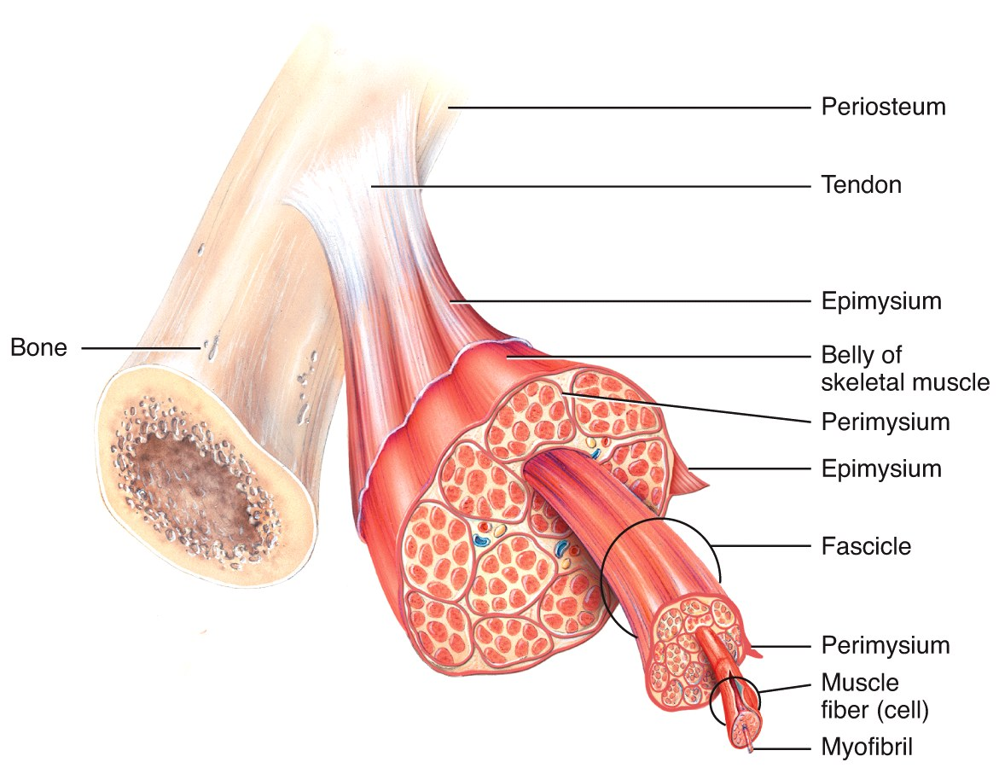 Periosteum
Tendon
Epimysium
Bone
Belly of
skeletal muscle
Perimysium
Epimysium
Fascicle
Perimysium
Muscle
fiber (cell)
Myofibril